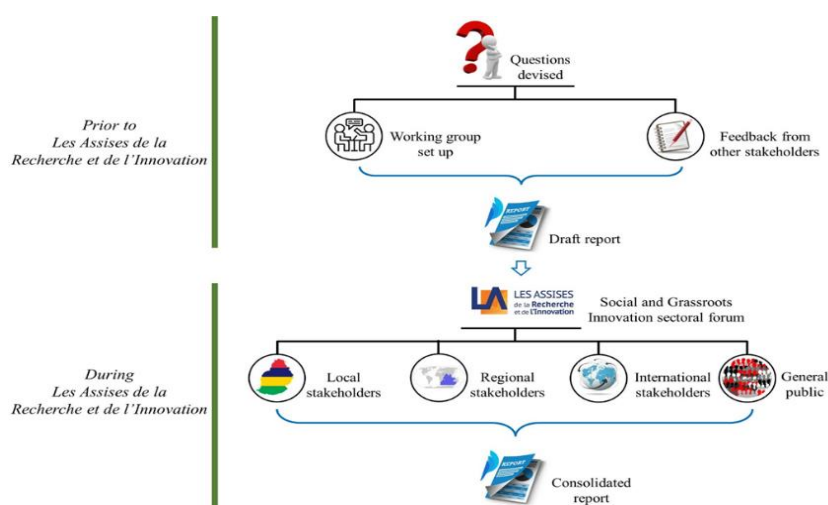 Prior to
Les Assises de la
Recherche et de l'Innovation
Questions
devised
Working group
set up
Feedback from
other stakeholders
REPORT
Draft report
During
Les Assises de la
Recherche et de l'Innovation
LA
LES ASSISES
de la Recherche
et de l'Innovation
Social and Grassroots
Innovation sectoral forum
Local
stakeholders
Regional
stakeholders
International
stakeholders
General
public
REPORT
Consolidated
report